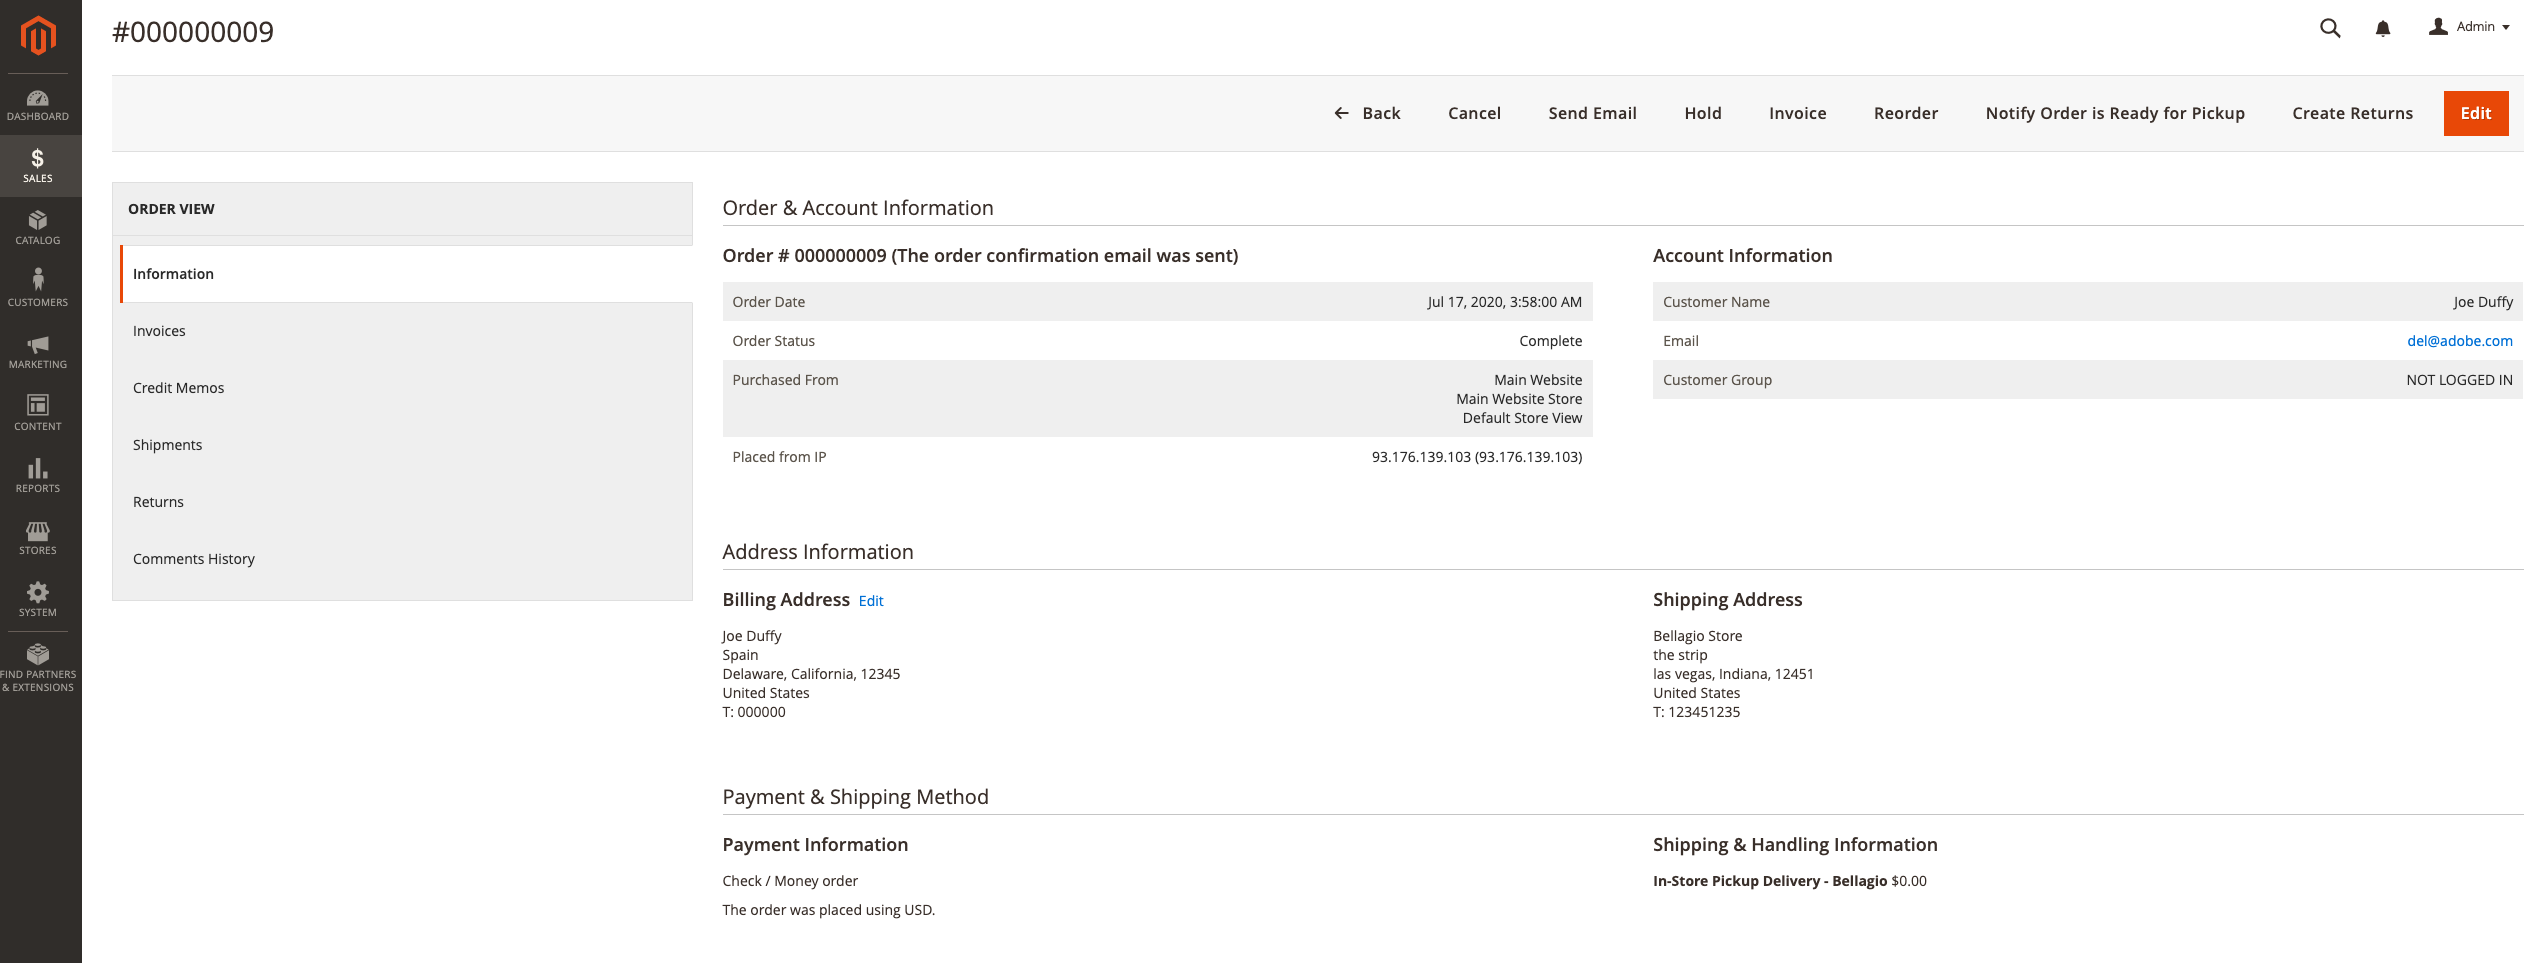 #000000009
Admin
DASHBOARD
SALES
CATALOG
CUSTOMERS
MARKETING
CONTENT
REPORTS
STORES
SYSTEM
FIND PARTNERS
& EXTENSIONS
Back Cancel Send Email Hold Invoice Reorder Notify Order is Ready for Pickup Create Returns Edit
ORDER VIEW
Information
Invoices
Credit Memos
Shipments
Returns
Comments History
Order & Account Information
Order # 000000009 (The order confirmation email was sent)
Order Date Jul 17, 2020, 3:58:00 AM
Order Status Complete
Purchased From Main Website
Main Website Store
Default Store View
Placed from IP 93.176.139.103 (93.176.139.103)
Account Information
Customer Name Joe Duffy
Email del@adobe.com
Customer Group NOT LOGGED IN
Address Information
Billing Address Edit
Joe Duffy
Spain
Delaware, California, 12345
United States
T: 000000
Shipping Address
Bellagio Store
the strip
las vegas, Indiana, 12451
United States
T: 123451235
Payment & Shipping Method
Payment Information
Check / Money order
The order was placed using USD.
Shipping & Handling Information
In-Store Pickup Delivery - Bellagio $0.00